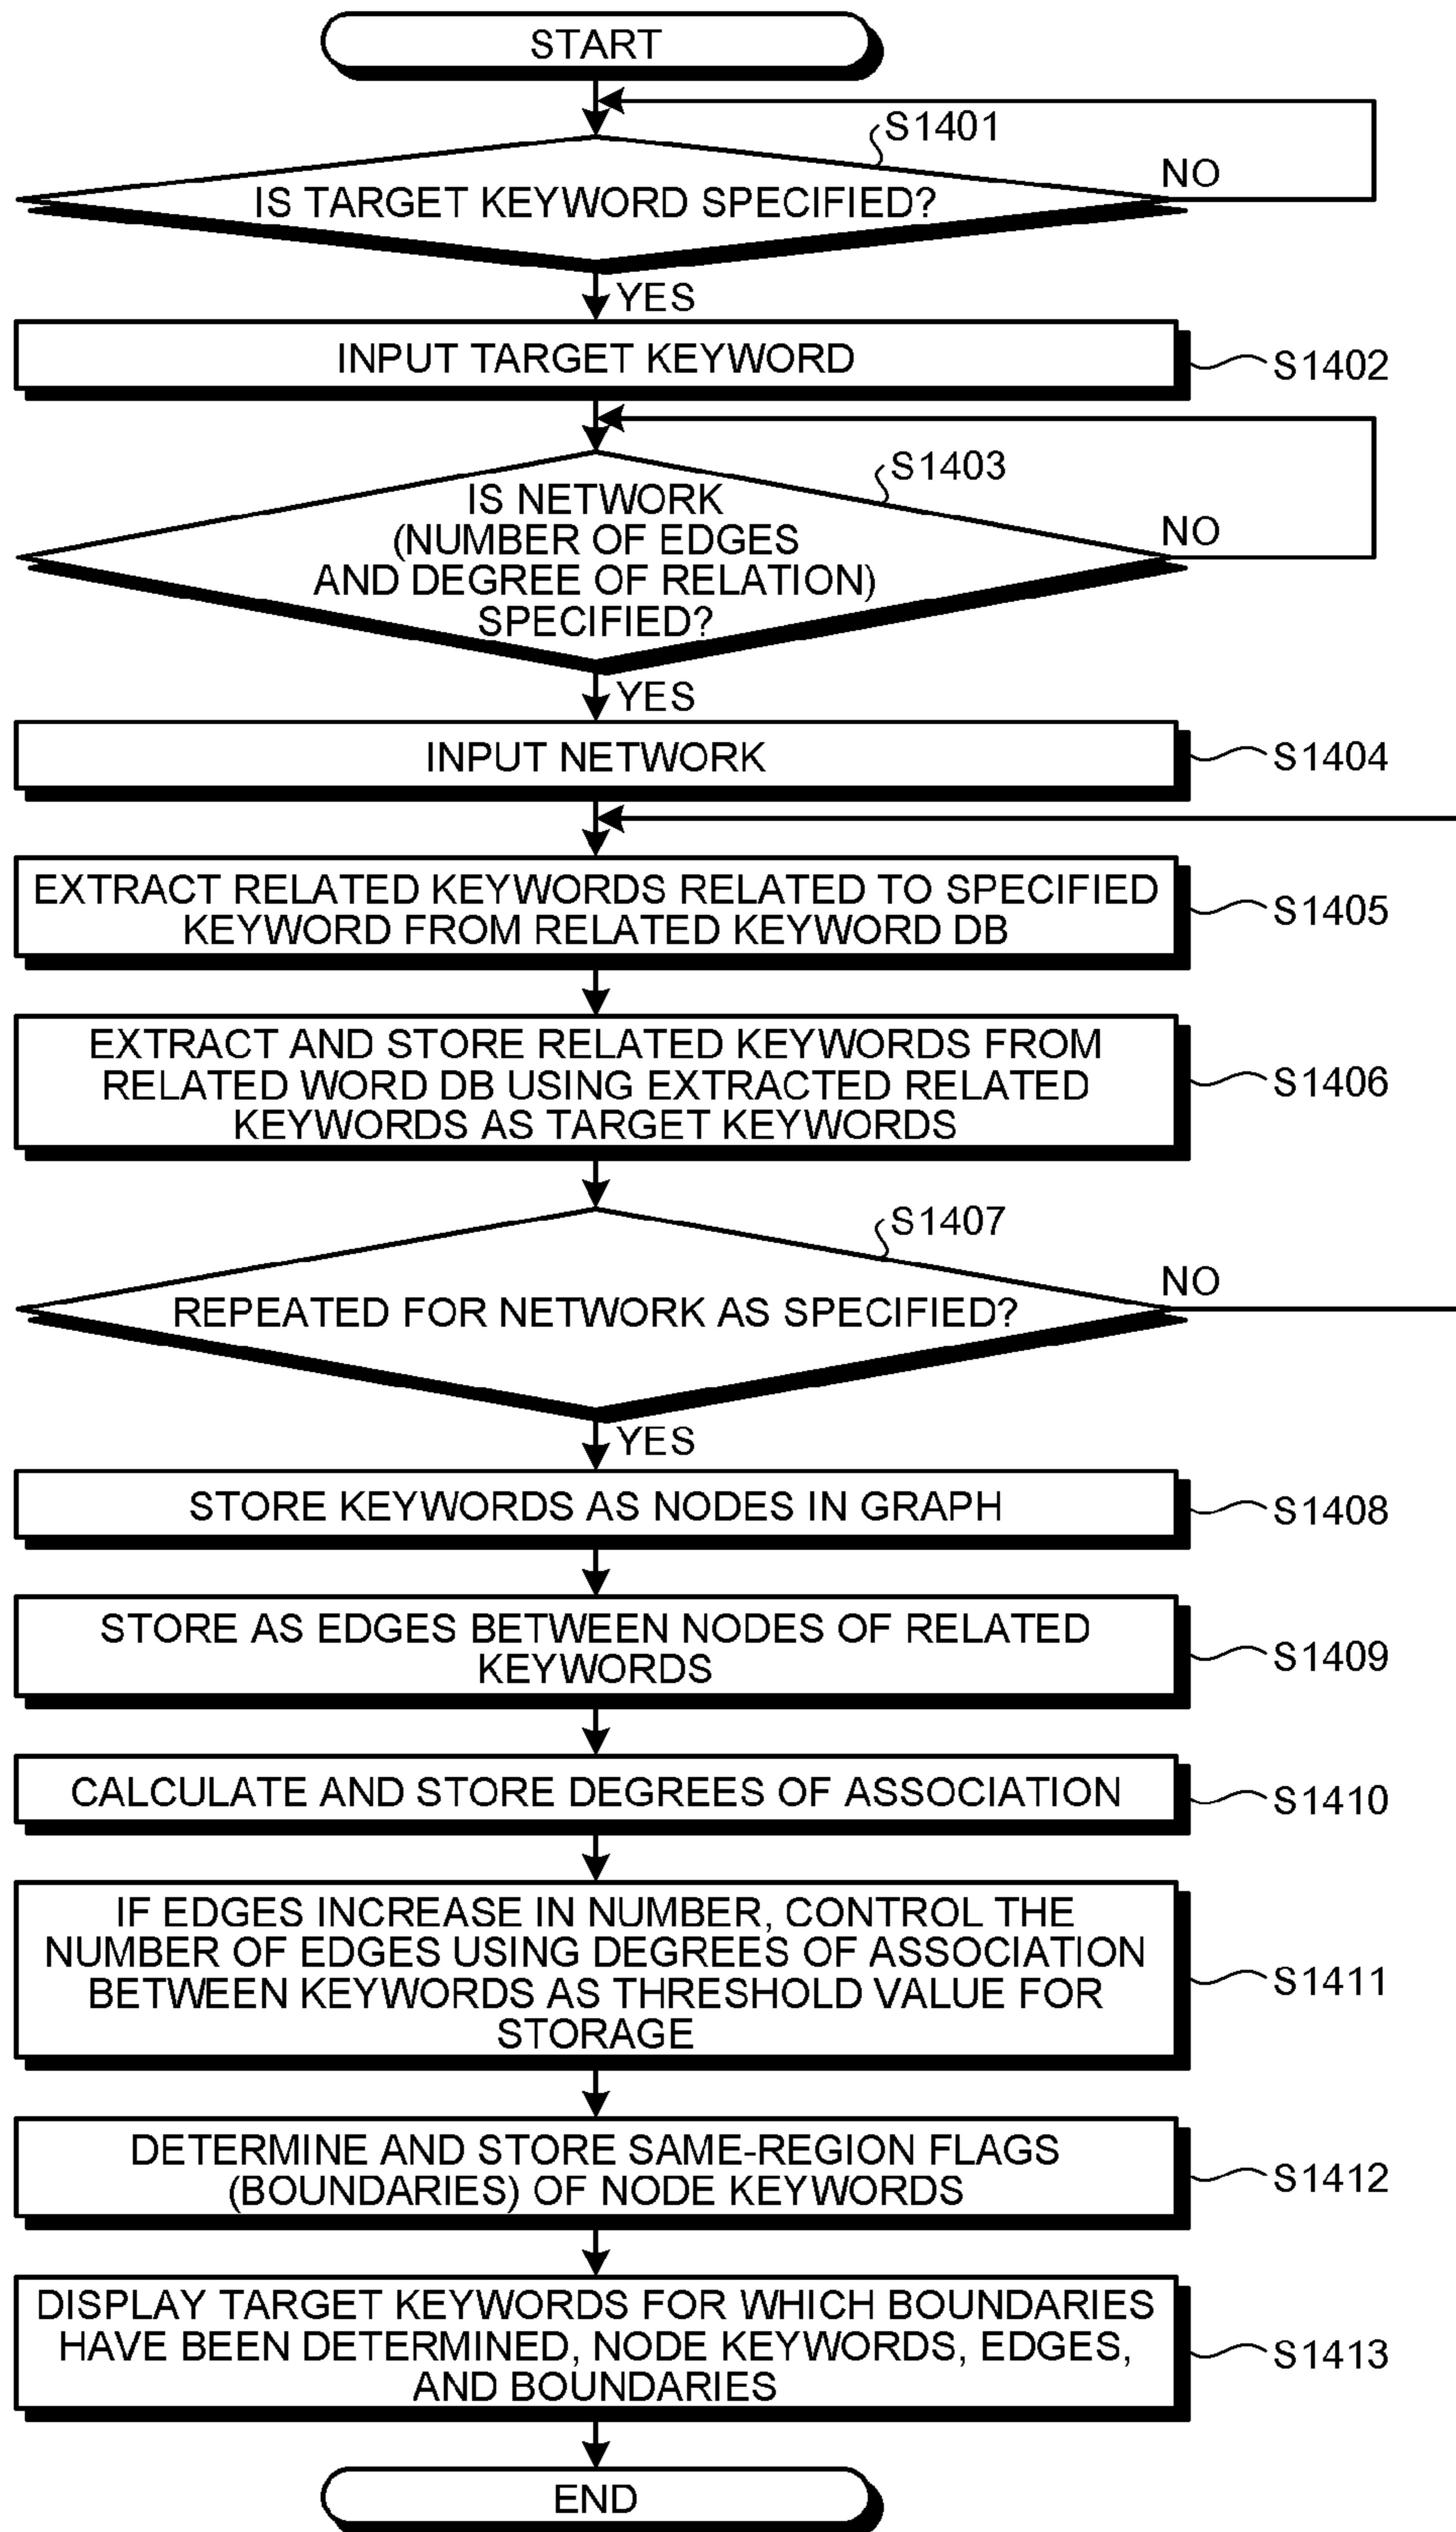 START
S1401
IS TARGET KEYWORD SPECIFIED?
NO
YES
INPUT TARGET KEYWORD
S1402
S1403
IS NETWORK
(NUMBER OF EDGES
AND DEGREE OF RELATION)
SPECIFIED?
NO
YES
INPUT NETWORK
S1404
EXTRACT RELATED KEYWORDS RELATED TO SPECIFIED
KEYWORD FROM RELATED KEYWORD DB
S1405
EXTRACT AND STORE RELATED KEYWORDS FROM
RELATED WORD DB USING EXTRACTED RELATED
KEYWORDS AS TARGET KEYWORDS
S1406
S1407
REPEATED FOR NETWORK AS SPECIFIED?
NO
YES
STORE KEYWORDS AS NODES IN GRAPH
S1408
STORE AS EDGES BETWEEN NODES OF RELATED
KEYWORDS
S1409
CALCULATE AND STORE DEGREES OF ASSOCIATION
S1410
IF EDGES INCREASE IN NUMBER, CONTROL THE
NUMBER OF EDGES USING DEGREES OF ASSOCIATION
BETWEEN KEYWORDS AS THRESHOLD VALUE FOR
STORAGE
S1411
DETERMINE AND STORE SAME-REGION FLAGS
(BOUNDARIES) OF NODE KEYWORDS
S1412
DISPLAY TARGET KEYWORDS FOR WHICH BOUNDARIES
HAVE BEEN DETERMINED, NODE KEYWORDS, EDGES,
AND BOUNDARIES
S1413
END